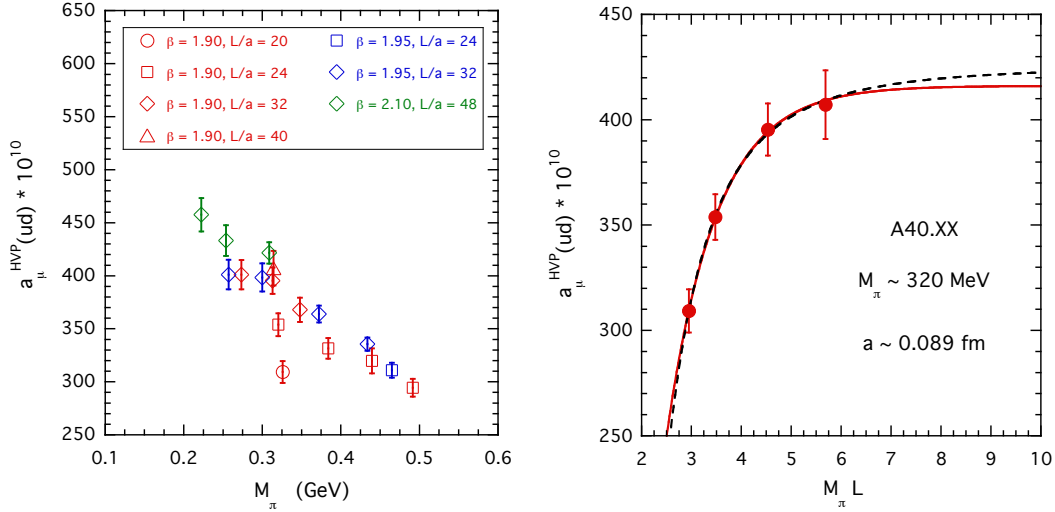 650
600
550
500
450
400
350
300
250
a_μ^HVP(ud) * 10^10
β = 1.90, L/a = 20
β = 1.90, L/a = 24
β = 1.90, L/a = 32
β = 1.90, L/a = 40
β = 1.95, L/a = 24
β = 1.95, L/a = 32
β = 2.10, L/a = 48
0.1 0.2 0.3 0.4 0.5 0.6
M_π (GeV)
450
400
350
300
250
a_μ^HVP(ud) * 10^10
A40.XX
M_π ~ 320 MeV
a ~ 0.089 fm
2 3 4 5 6 7 8 9 10
M_π L